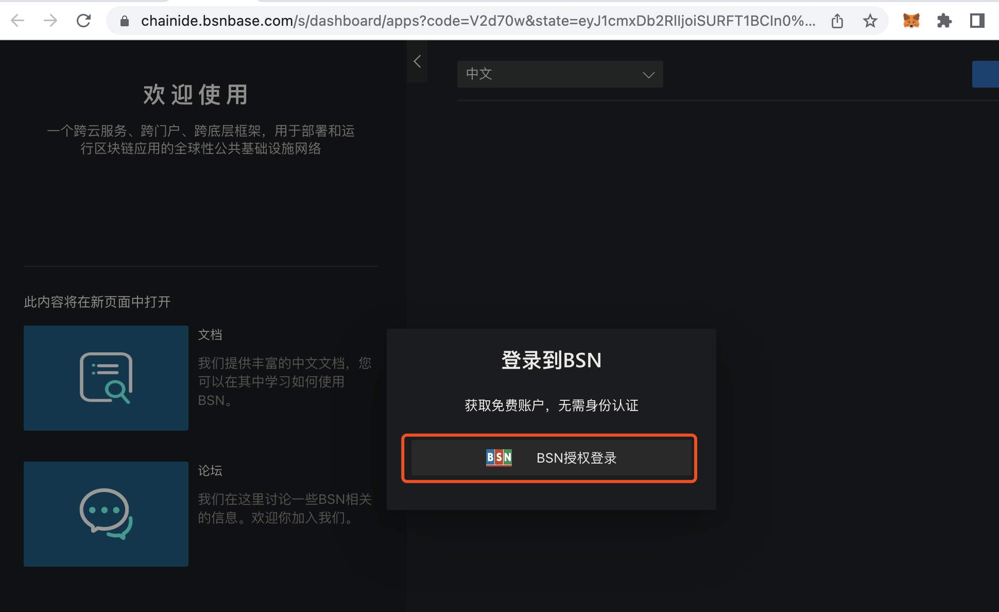 chainide.bsnbase.com/s/dashboard/apps?code=V2d70w&state=eyJ1cmxDb2RlIjoiSURFT1BCIn0%...
中文
欢迎使用
一个跨云服务、跨门户、跨底层框架，用于部署和运
行区块链应用的全球性公共基础设施网络
此内容将在新页面中打开
文档
我们提供丰富的中文文档，您
可以在其中学习如何使用
BSN。
论坛
我们在这里讨论一些BSN相关
的信息。欢迎你加入我们。
登录到BSN
获取免费账户，无需身份认证
BSN BSN授权登录